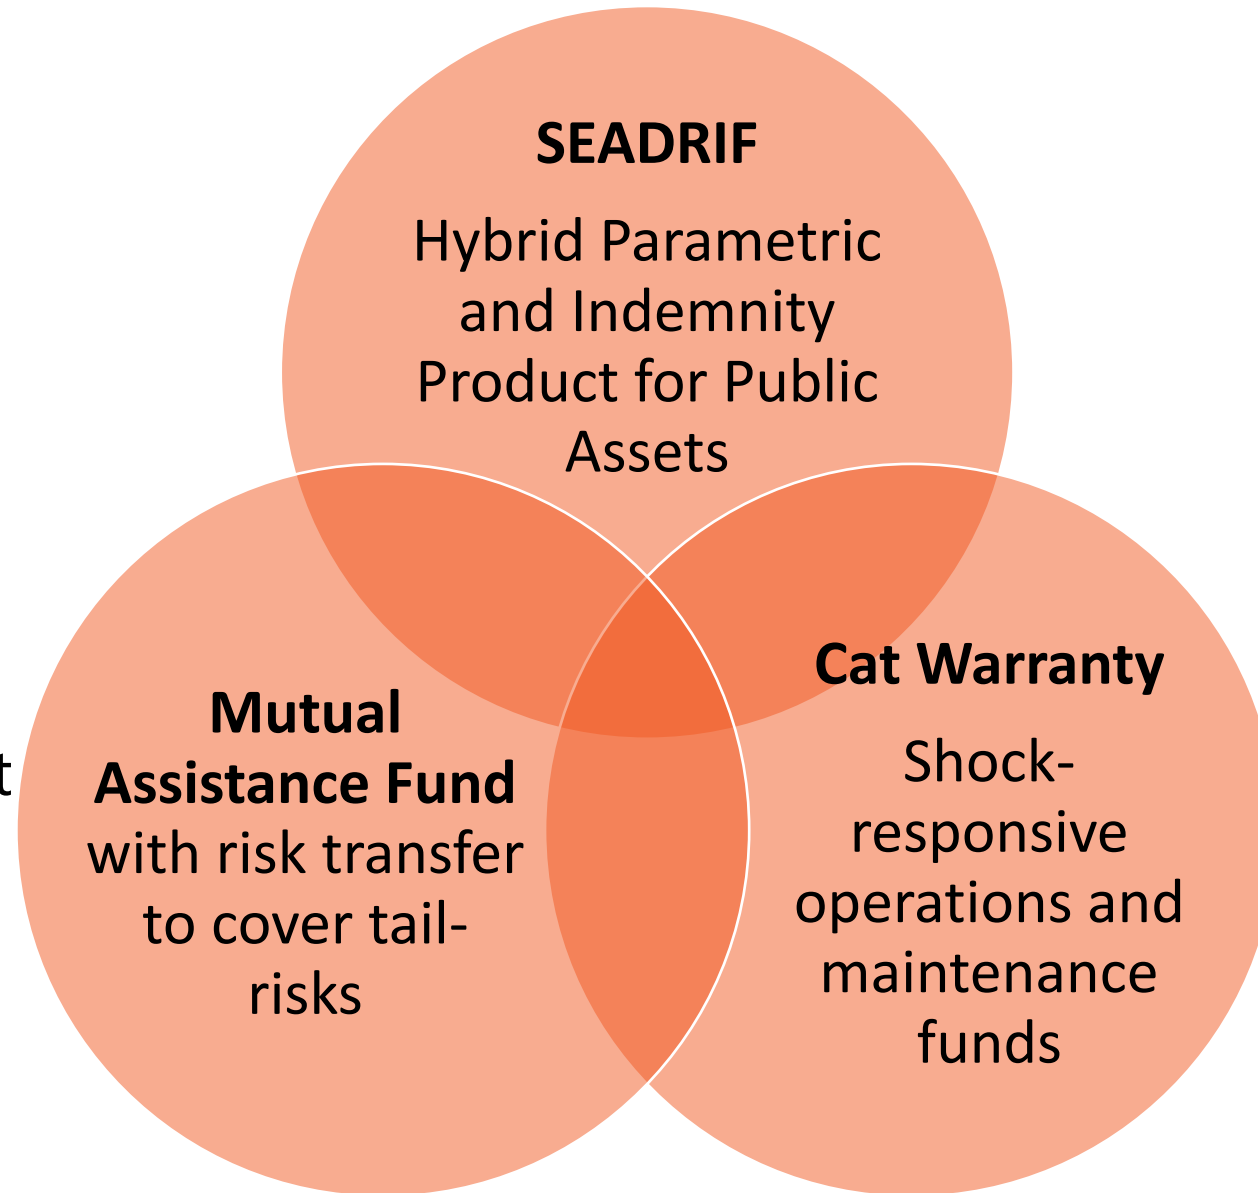 SEADRIF
Hybrid Parametric
and Indemnity
Product for Public
Assets
Mutual
Assistance Fund
with risk transfer
to cover tail-
risks
Cat Warranty
Shock-
responsive
operations and
maintenance
funds